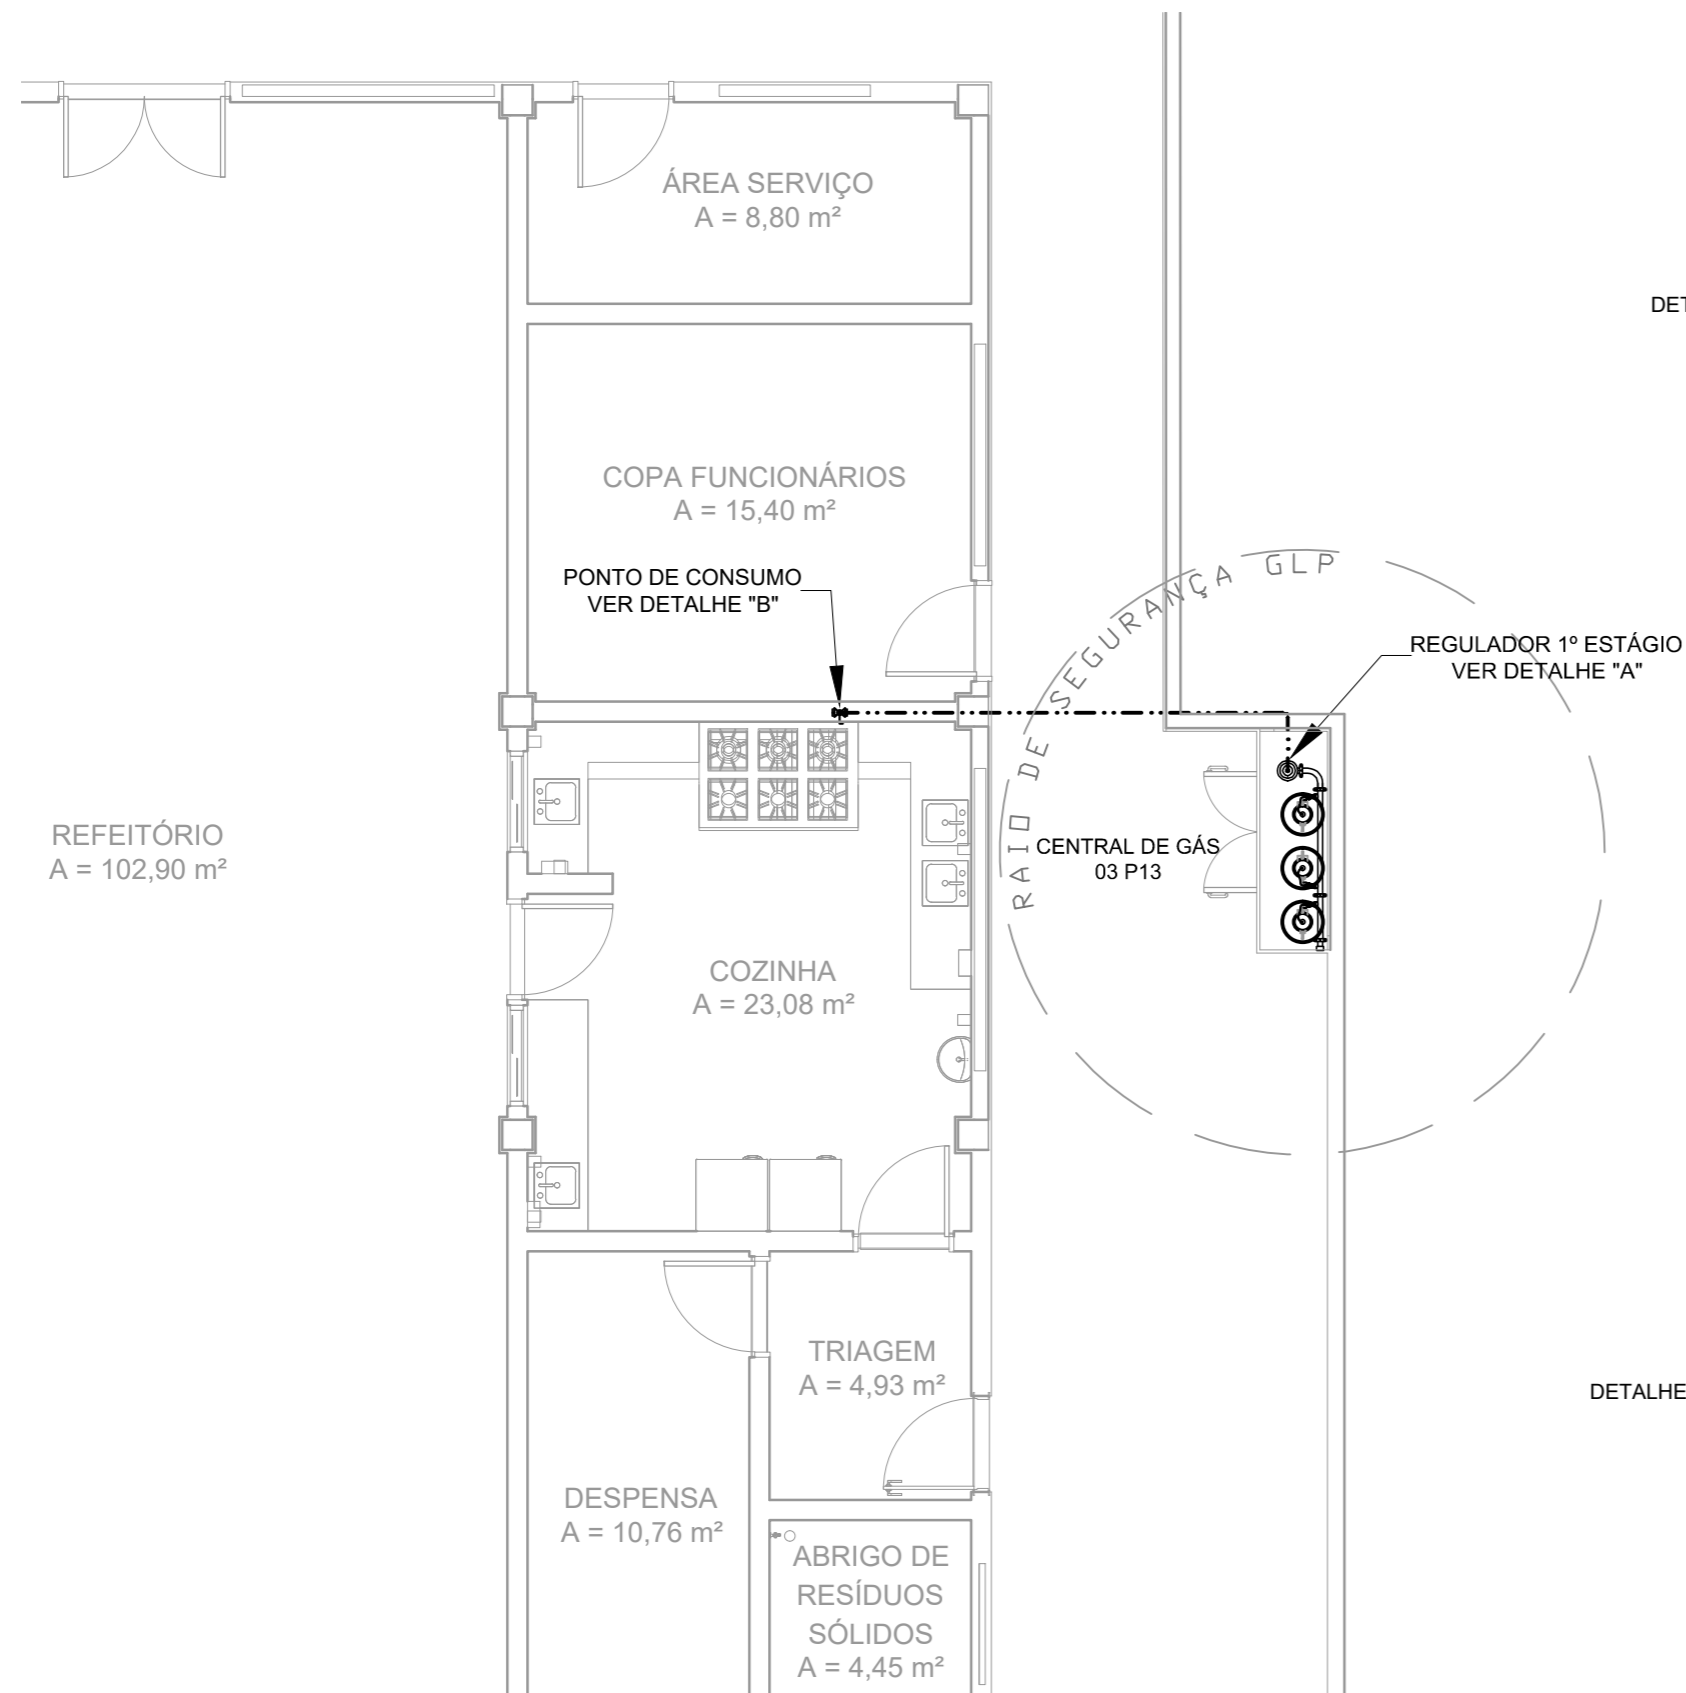 ÁREA SERVIÇO
A = 8,80 m²
DET
COPA FUNCIONÁRIOS
A = 15,40 m²
PONTO DE CONSUMO
VER DETALHE "B"
RAIO DE SEGURANÇA GLP
REGULADOR 1º ESTÁGIO
VER DETALHE "A"
REFEITÓRIO
A = 102,90 m²
CENTRAL DE GÁS
03 P13
COZINHA
A = 23,08 m²
TRIAGEM
A = 4,93 m²
DETALHE
DESPENSA
A = 10,76 m²
ABRIGO DE
RESÍDUOS
SÓLIDOS
A = 4,45 m²